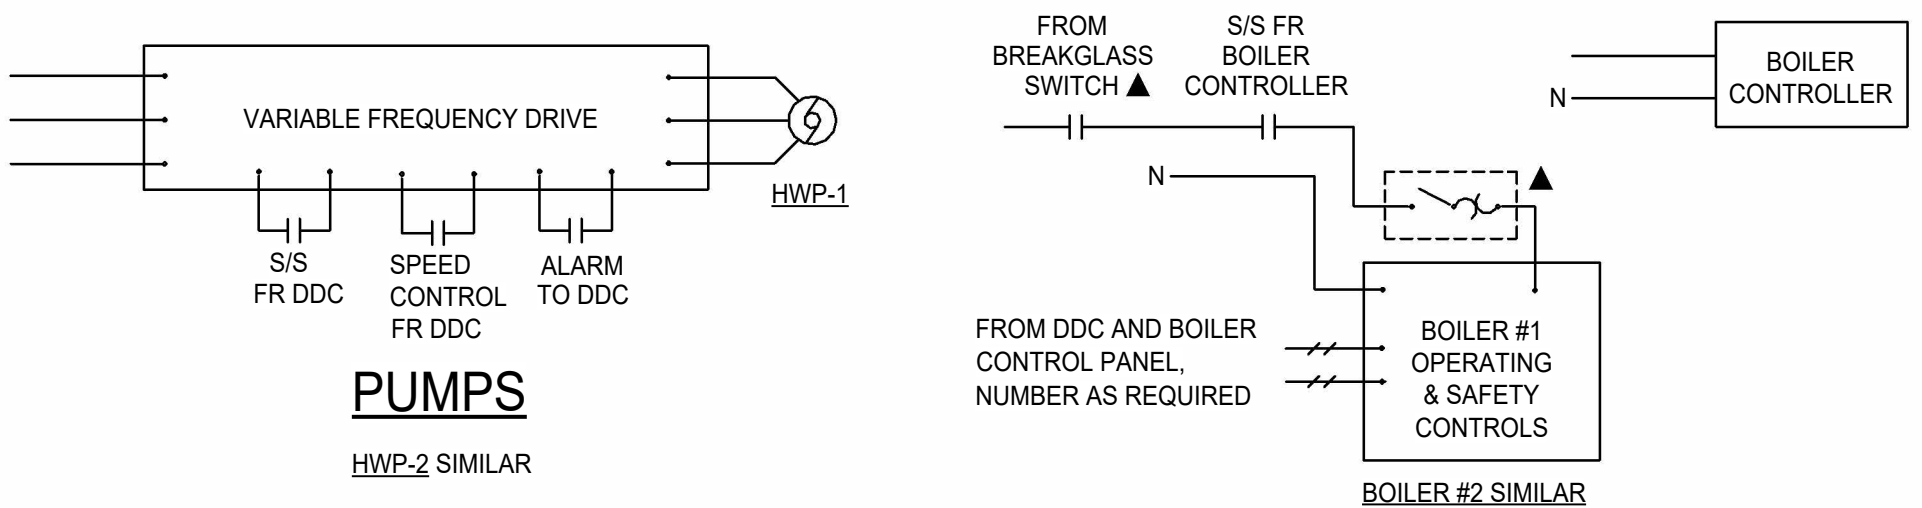 VARIABLE FREQUENCY DRIVE
HWP-1
S/S
FR DDC
SPEED
CONTROL
FR DDC
ALARM
TO DDC
PUMPS
HWP-2 SIMILAR
FROM
BREAKGLASS
SWITCH ▲
S/S FR
BOILER
CONTROLLER
N
BOILER
CONTROLLER
N
▲
FROM DDC AND BOILER
CONTROL PANEL,
NUMBER AS REQUIRED
BOILER #1
OPERATING
& SAFETY
CONTROLS
BOILER #2 SIMILAR